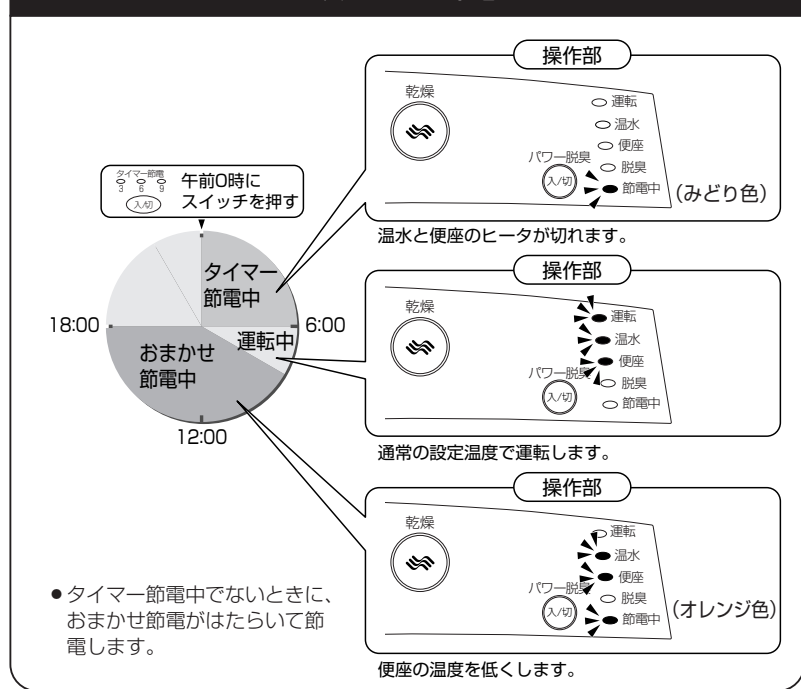 操作部
乾燥
運転
温水
便座
脱臭
節電中
パワー脱臭
入/切
(みどり色)
温水と便座のヒータが切れます。
タイマー節電
3 6 9
入/切
午前0時に
スイッチを押す
タイマー
節電中
18:00
6:00
運転中
おまかせ
節電中
12:00
操作部
乾燥
運転
温水
便座
脱臭
節電中
パワー脱臭
入/切
通常の設定温度で運転します。
操作部
乾燥
運転
温水
便座
脱臭
節電中
パワー脱臭
入/切
(オレンジ色)
便座の温度を低くします。
●タイマー節電中でないときに、
おまかせ節電がはたらいて節
電します。